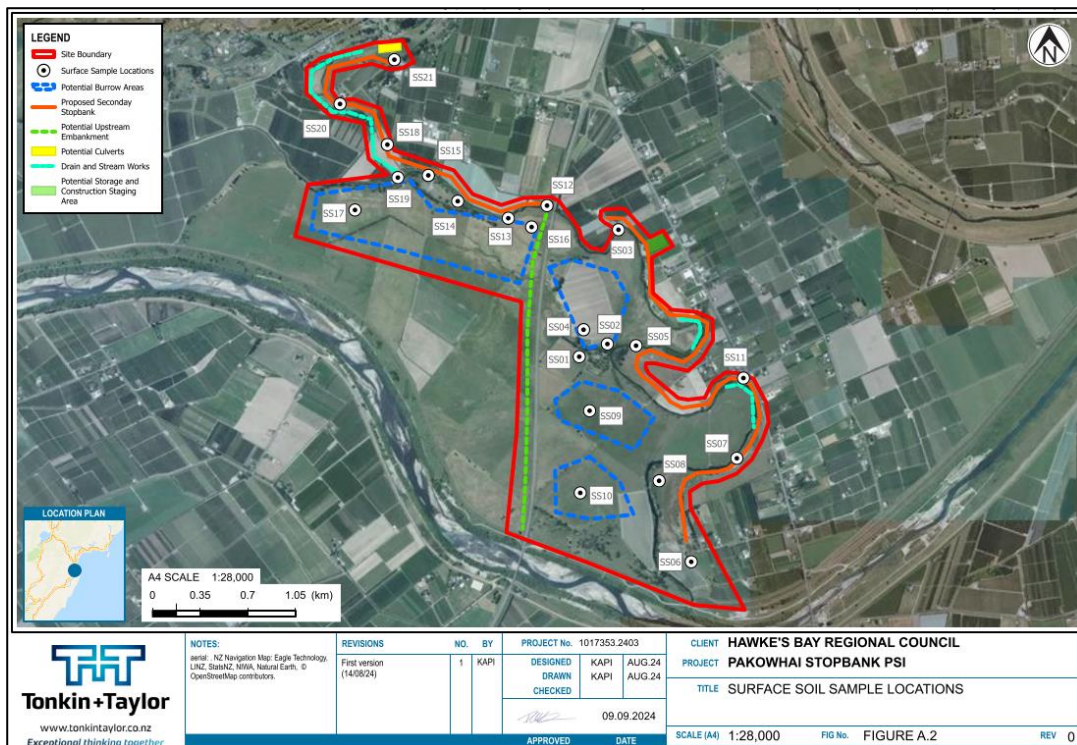 LEGEND
Site Boundary
Surface Sample Locations
Potential Burrow Areas
Proposed Seconday
Stopbank
Potential Upstream
Embankment
Potential Culverts
Drain and Stream Works
Potential Storage and
Construction Staging
Area
N
SS21
SS20
SS18
SS15
SS12
SS17
SS19
SS14
SS13
SS16
SS03
SS04
SS02
SS05
SS01
SS11
SS09
SS07
SS08
SS10
SS06
LOCATION PLAN
A4 SCALE 1:28,000
0 0.35 0.7 1.05 (km)
Tonkin+Taylor
www.tonkintaylor.co.nz
Exceptional thinking together
NOTES:
aerial: . NZ Navigation Map: Eagle Technology,
LINZ, StatsNZ, NIWA, Natural Earth, ©
OpenStreetMap contributors.
REVISIONS NO. BY
First version 1 KAPI
(14/08/24)
PROJECT No. 1017353.2403
DESIGNED KAPI AUG.24
DRAWN KAPI AUG.24
CHECKED
09.09.2024
APPROVED DATE
CLIENT HAWKE'S BAY REGIONAL COUNCIL
PROJECT PAKOWHAI STOPBANK PSI
TITLE SURFACE SOIL SAMPLE LOCATIONS
SCALE (A4) 1:28,000 FIG No. FIGURE A.2 REV 0